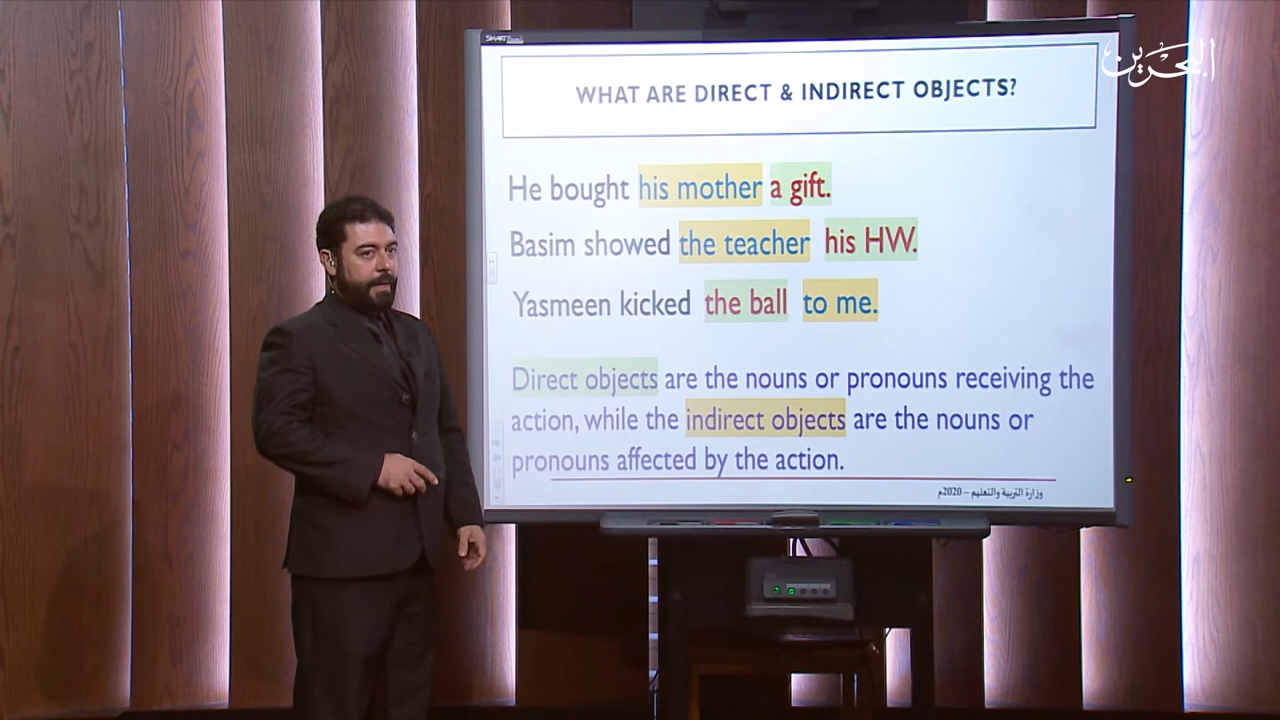 SMART Board
البحرين
WHAT ARE DIRECT & INDIRECT OBJECTS?
He bought his mother a gift.
Basim showed the teacher his HW.
Yasmeen kicked the ball to me.
Direct objects are the nouns or pronouns receiving the
action, while the indirect objects are the nouns or
pronouns affected by the action.
وزارة التربية والتعليم – 2020م